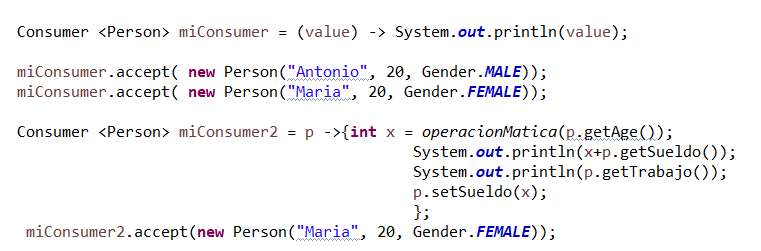 Consumer <Person> miConsumer = (value) -> System.out.println(value);
miConsumer.accept( new Person("Antonio", 20, Gender.MALE));
miConsumer.accept( new Person("Maria", 20, Gender.FEMALE));
Consumer <Person> miConsumer2 = p ->{int x = operacionMatica(p.getAge());
System.out.println(x+p.getSueldo());
System.out.println(p.getTrabajo());
p.setSueldo(x);
};
miConsumer2.accept(new Person("Maria", 20, Gender.FEMALE));